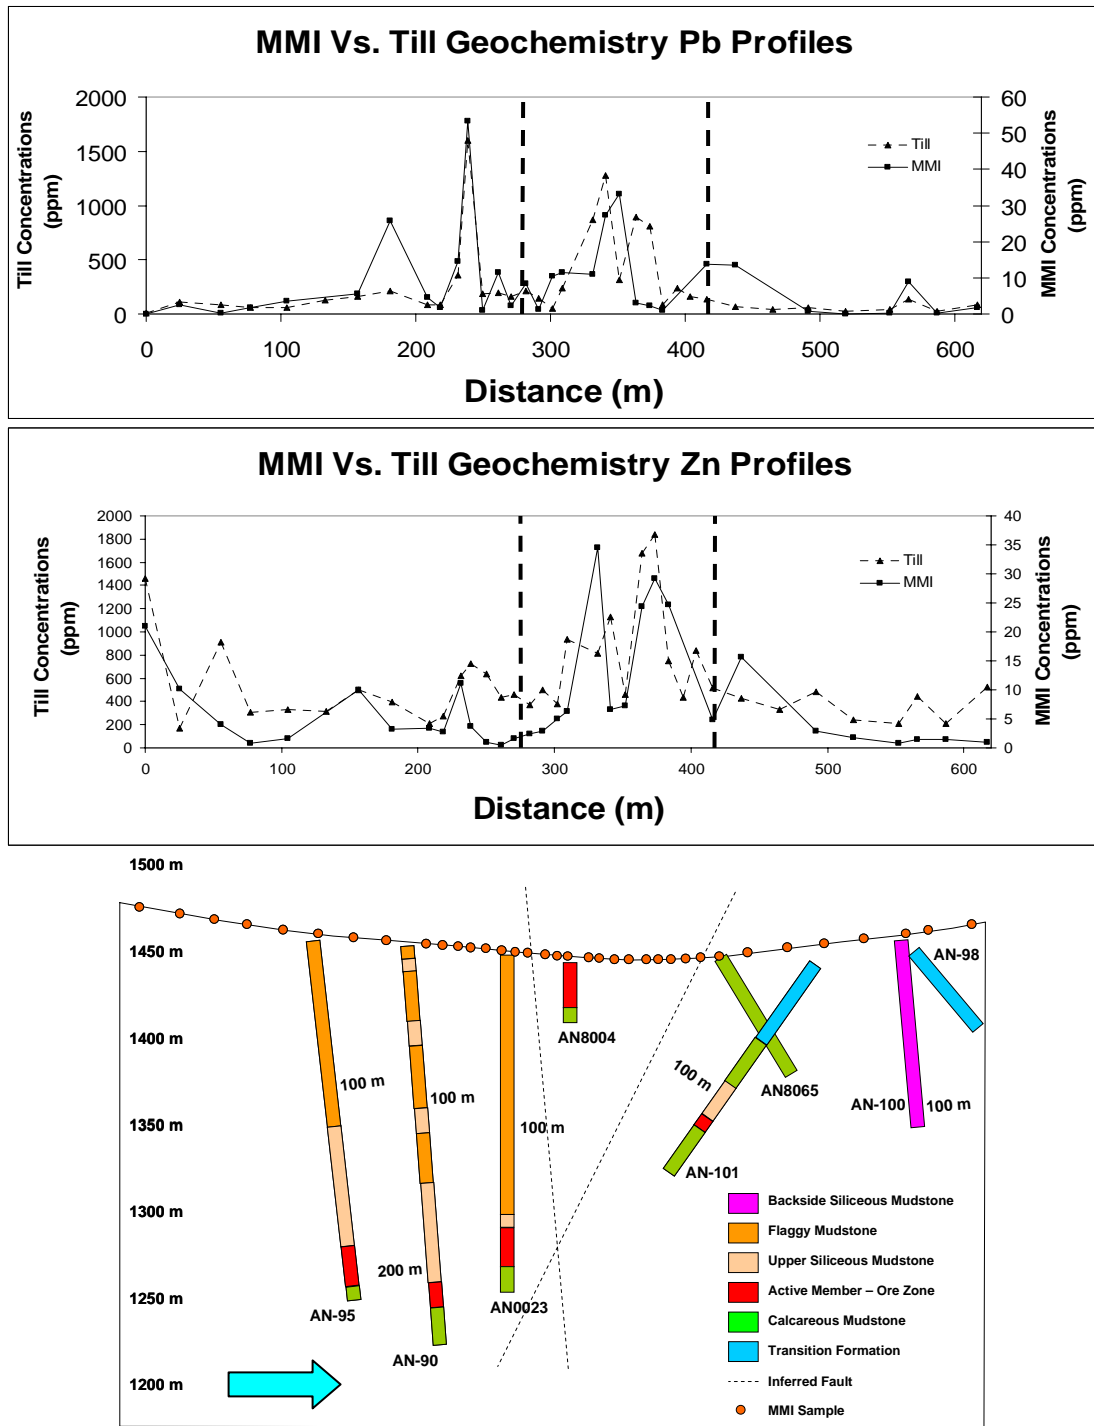 MMI Vs. Till Geochemistry Pb Profiles
Till Concentrations
(ppm)
2000
1500
1000
500
0
60
50
40
30
20
10
0
MMI Concentrations
(ppm)
Till
MMI
0 100 200 300 400 500 600
Distance (m)
MMI Vs. Till Geochemistry Zn Profiles
Till Concentrations
(ppm)
2000
1800
1600
1400
1200
1000
800
600
400
200
0
40
35
30
25
20
15
10
5
0
MMI Concentrations
(ppm)
Till
MMI
0 100 200 300 400 500 600
Distance (m)
1500 m
1450 m
1400 m
1350 m
1300 m
1250 m
1200 m
100 m
AN-95
100 m
200 m
AN-90
100 m
AN0023
AN8004
100 m
AN-101
AN8065
AN-100
100 m
AN-98
Backside Siliceous Mudstone
Flaggy Mudstone
Upper Siliceous Mudstone
Active Member – Ore Zone
Calcareous Mudstone
Transition Formation
Inferred Fault
MMI Sample